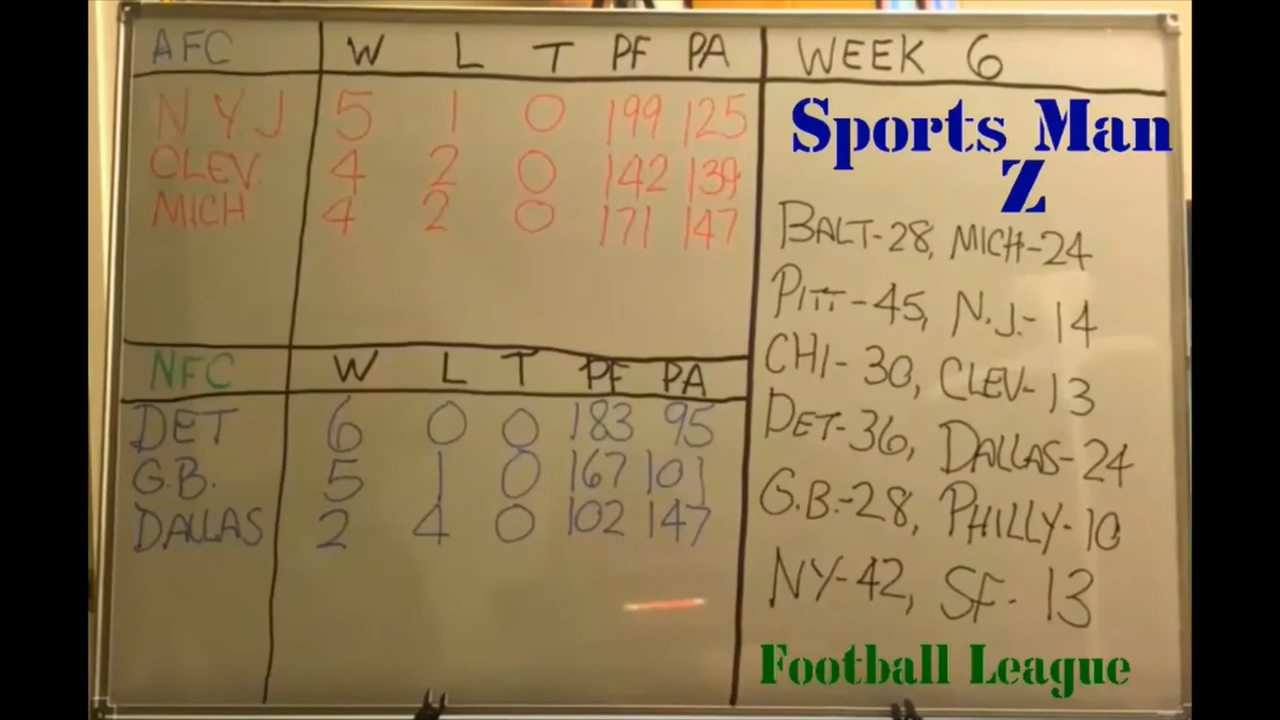 AFC W L T PF PA
N Y J 5 1 0 199 125
CLEV. 4 2 0 142 139
MICH 4 2 0 171 147
NFC W L T PF PA
DET 6 0 0 183 95
G.B. 5 1 0 167 101
DALLAS 2 4 0 102 147
WEEK 6
Sports Man
Z
BALT-28, MICH-24
PITT-45, N.J.-14
CHI-30, CLEV-13
DET-36, DALLAS-24
G.B.-28, PHILLY-10
NY-42, SF-13
Football League